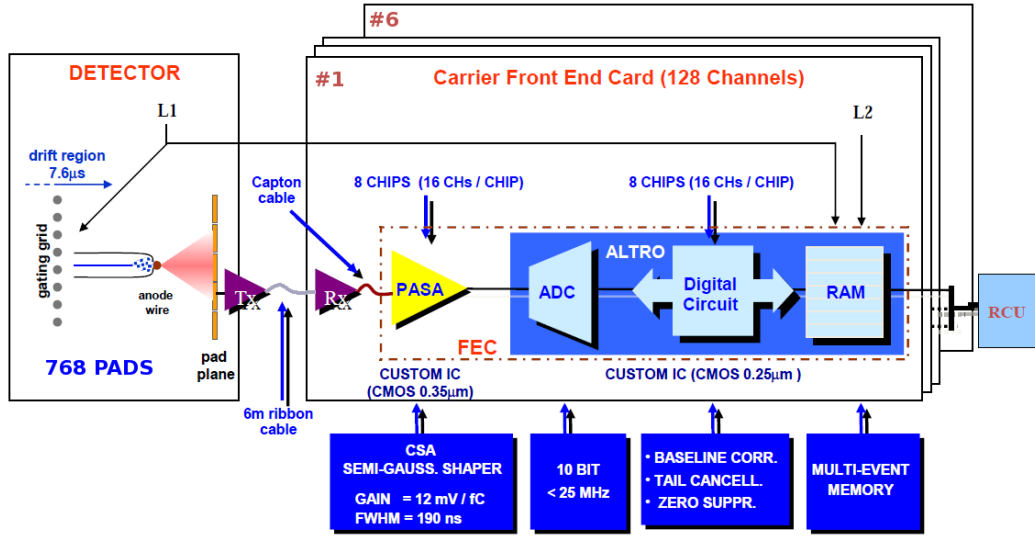 #6
DETECTOR
#1
Carrier Front End Card (128 Channels)
L1
L2
drift region
7.6µs
Capton
cable
8 CHIPS (16 CHs / CHIP)
8 CHIPS (16 CHs / CHIP)
gating grid
ALTRO
anode
wire
Tx
Rx
PASA
ADC
Digital
Circuit
RAM
RCU
FEC
768 PADS
pad
plane
CUSTOM IC
(CMOS 0.35µm)
CUSTOM IC (CMOS 0.25µm )
6m ribbon
cable
CSA
SEMI-GAUSS. SHAPER
GAIN = 12 mV / fC
FWHM = 190 ns
10 BIT
< 25 MHz
• BASELINE CORR.
• TAIL CANCELL.
• ZERO SUPPR.
MULTI-EVENT
MEMORY